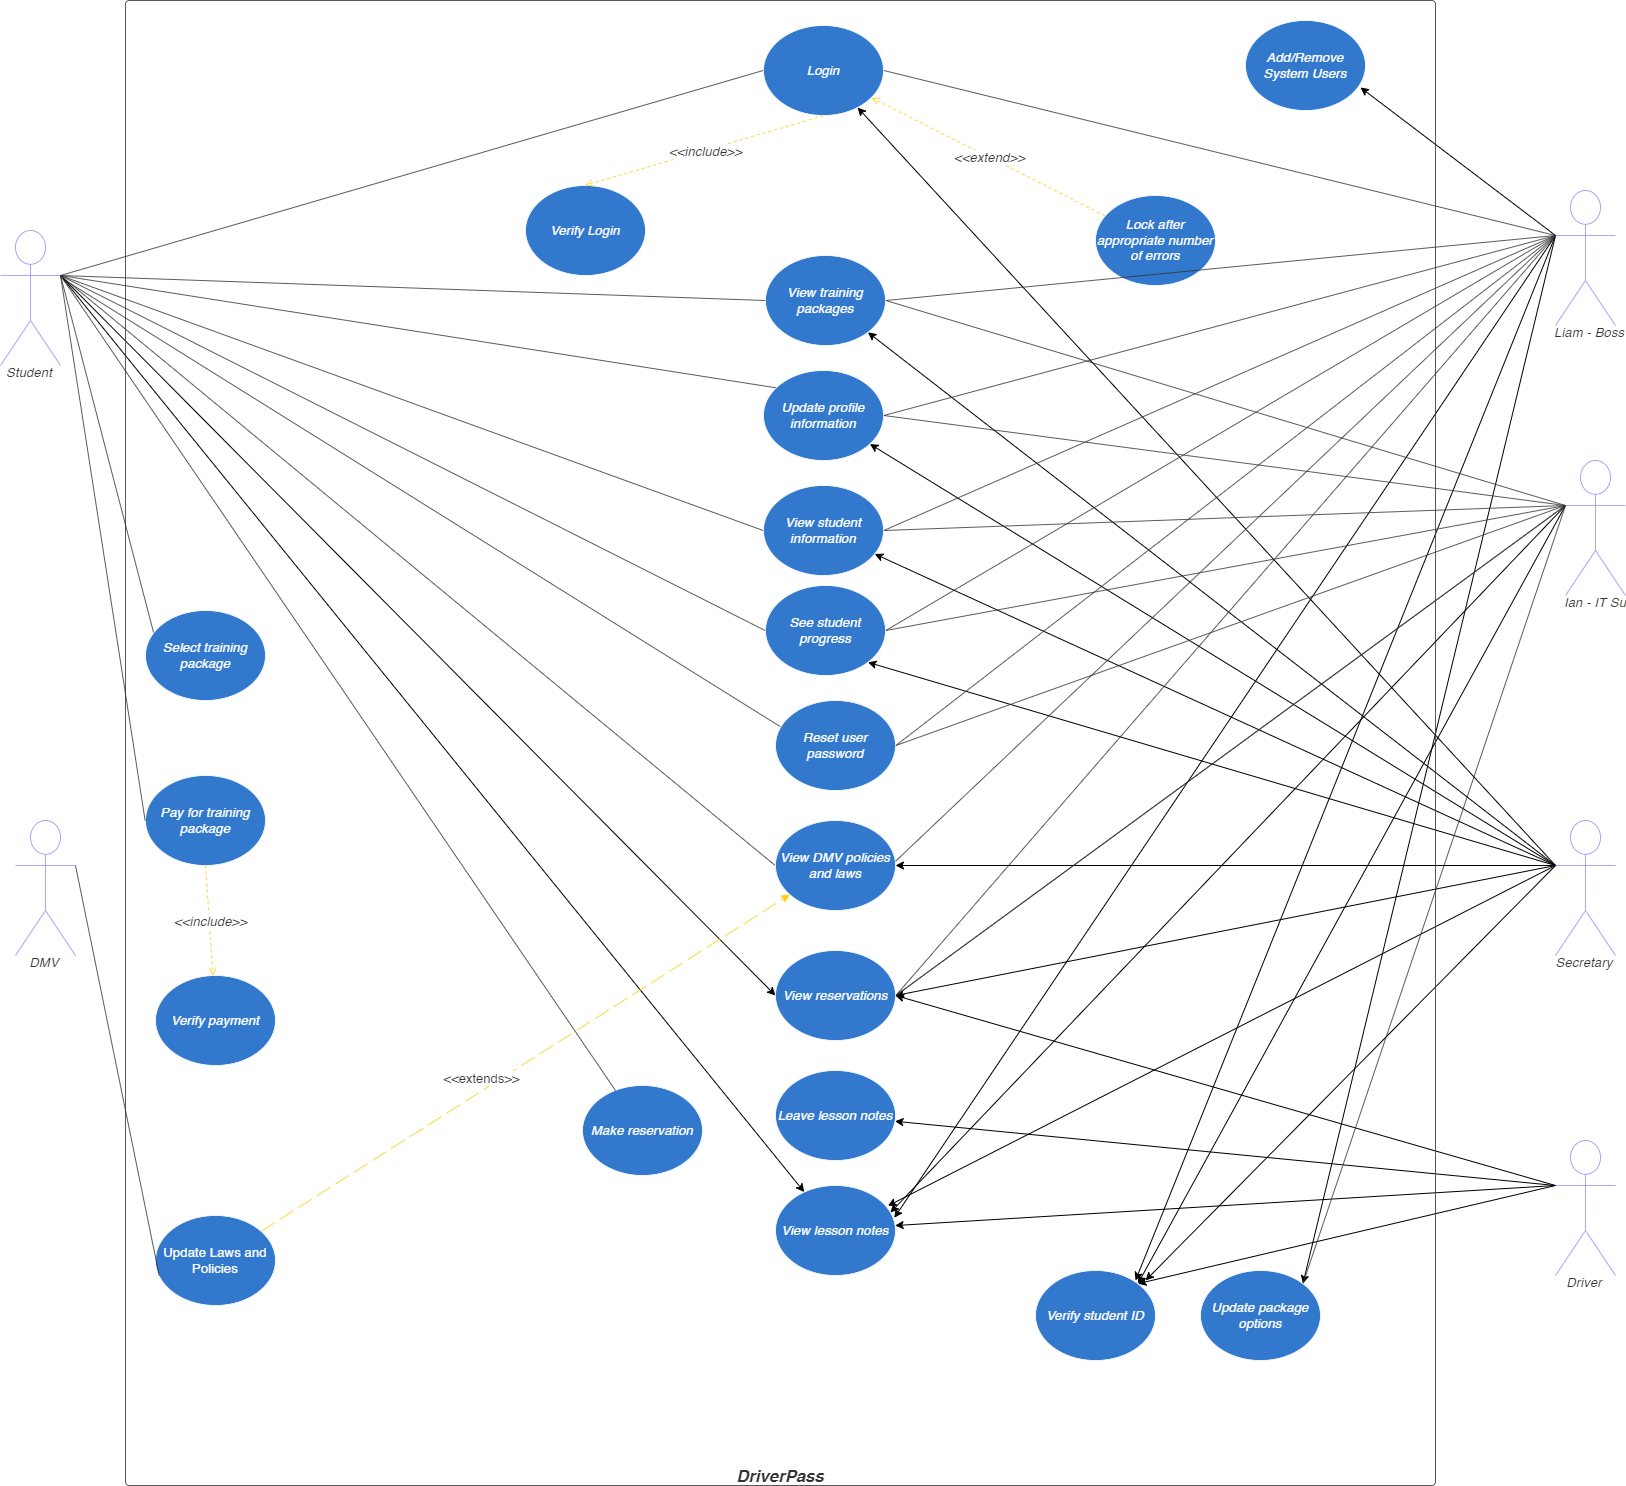 Login
Add/Remove
System Users
<<include>>
<<extend>>
Verify Login
Lock after
appropriate number
of errors
View training
packages
Liam - Boss
Student
Update profile
information
View student
information
Ian - IT Su
See student
progress
Select training
package
Reset user
password
Pay for training
package
View DMV policies
and laws
<<include>>
DMV
Secretary
View reservations
Verify payment
<<extends>>
Leave lesson notes
Make reservation
View lesson notes
Update Laws and
Policies
Driver
Verify student ID
Update package
options
DriverPass